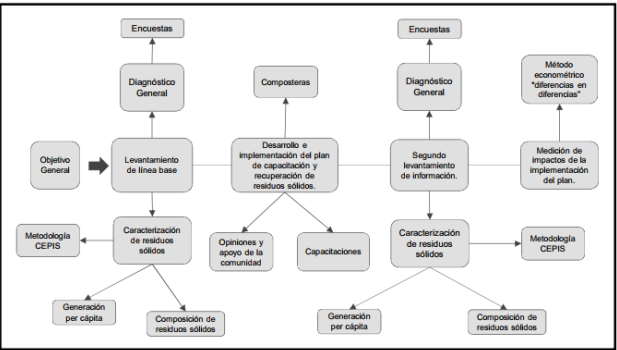 Encuestas
Encuestas
Diagnóstico
General
Composteras
Diagnóstico
General
Método
econométrico
"diferencias en
diferencias"
Objetivo
General
Levantamiento
de línea base
Desarrollo e
implementación del plan
de capacitación y
recuperación de
residuos sólidos.
Segundo
levantamiento
de información.
Medición de
impactos de la
implementación
del plan.
Metodología
CEPIS
Caracterización
de residuos
sólidos
Opiniones y
apoyo de la
comunidad
Capacitaciones
Caracterización
de residuos
sólidos
Metodología
CEPIS
Generación
per cápita
Composición de
residuos sólidos
Generación
per cápita
Composición de
residuos sólidos